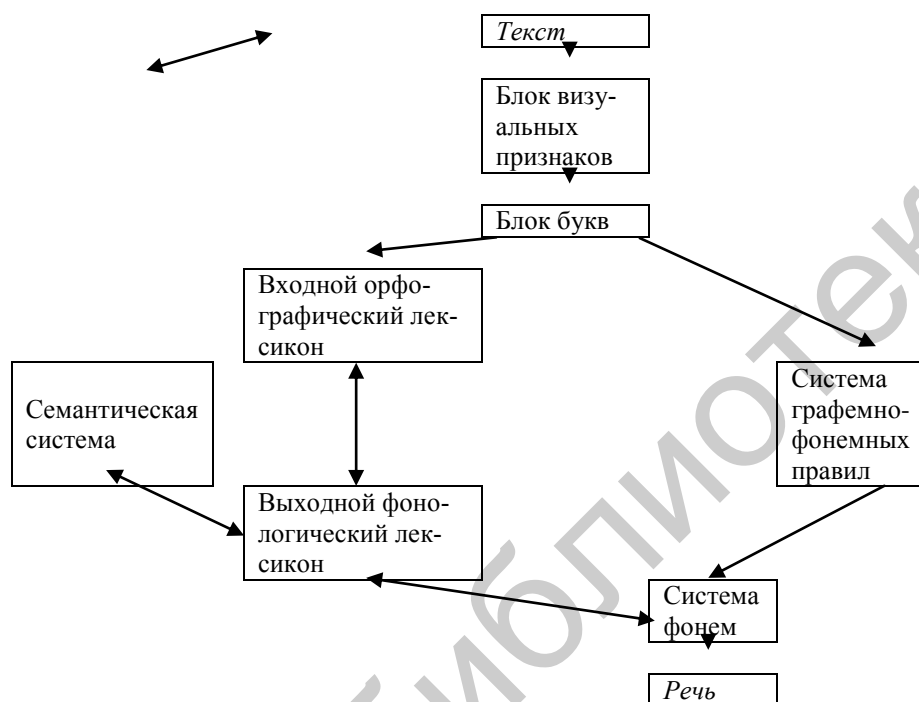 Текст
Блок визу-
альных
признаков
Блок букв
Входной орфо-
графический лек-
сикон
Семантическая
система
Система
графемно-
фонемных
правил
Выходной фоно-
логический лек-
сикон
Система
фонем
Речь
библиотек